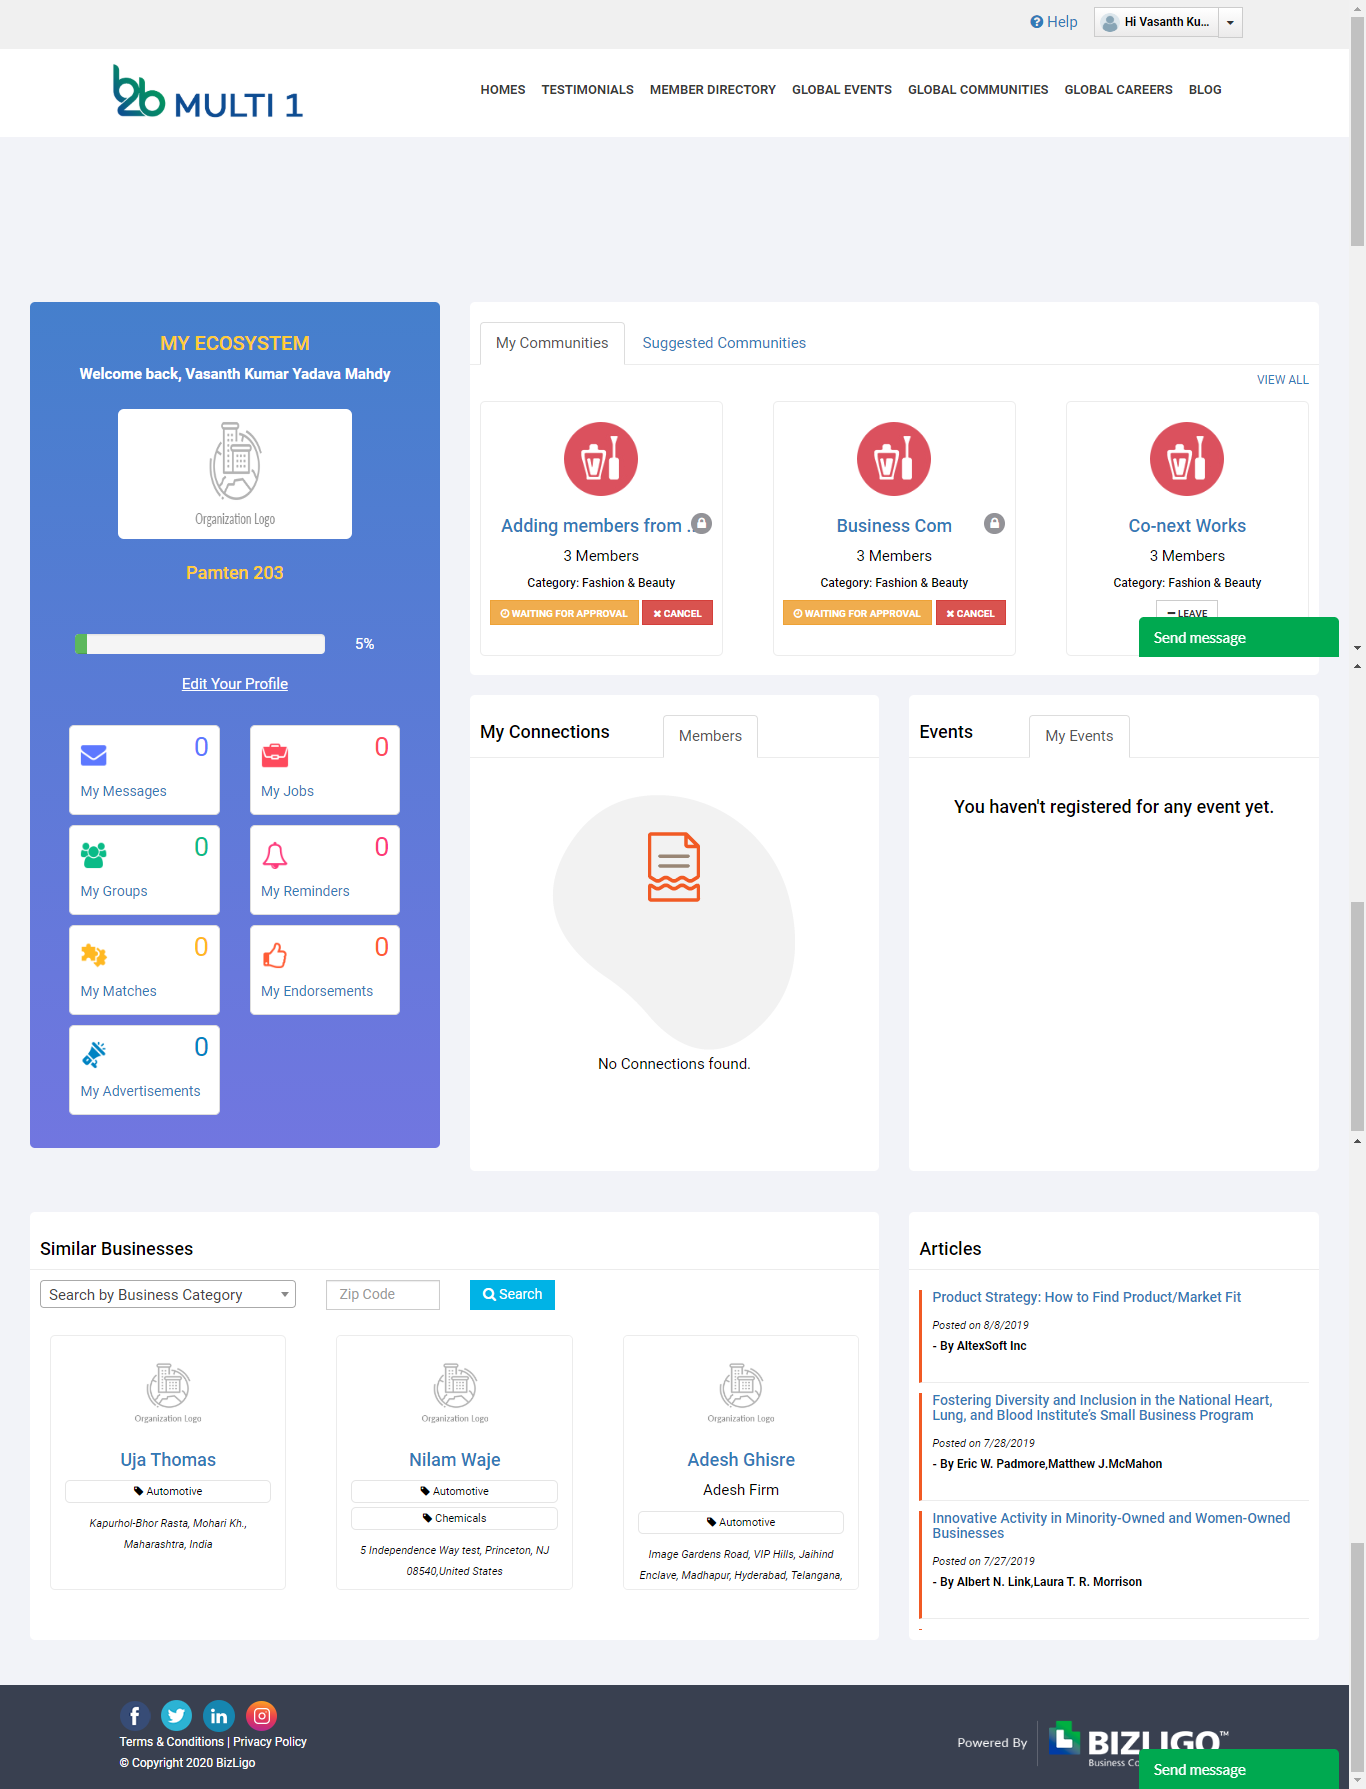 Help
Hi Vasanth Ku...
b2b MULTI 1
HOMES TESTIMONIALS MEMBER DIRECTORY GLOBAL EVENTS GLOBAL COMMUNITIES GLOBAL CAREERS BLOG
MY ECOSYSTEM
Welcome back, Vasanth Kumar Yadava Mahdy
Organization Logo
Pamten 203
5%
Edit Your Profile
0
My Messages
0
My Jobs
0
My Groups
0
My Reminders
0
My Matches
0
My Endorsements
0
My Advertisements
My Communities
Suggested Communities
VIEW ALL
Adding members from ...
3 Members
Category: Fashion & Beauty
WAITING FOR APPROVAL
CANCEL
Business Com
3 Members
Category: Fashion & Beauty
WAITING FOR APPROVAL
CANCEL
Co-next Works
3 Members
Category: Fashion & Beauty
LEAVE
Send message
My Connections
Members
No Connections found.
Events
My Events
You haven't registered for any event yet.
Similar Businesses
Search by Business Category
Zip Code
Search
Organization Logo
Uja Thomas
Automotive
Kapurhol-Bhor Rasta, Mohari Kh.,
Maharashtra, India
Organization Logo
Nilam Waje
Automotive
Chemicals
5 Independence Way test, Princeton, NJ
08540,United States
Organization Logo
Adesh Ghisre
Adesh Firm
Automotive
Image Gardens Road, VIP Hills, Jaihind
Enclave, Madhapur, Hyderabad, Telangana,
Articles
Product Strategy: How to Find Product/Market Fit
Posted on 8/8/2019
- By AltexSoft Inc
Fostering Diversity and Inclusion in the National Heart,
Lung, and Blood Institute's Small Business Program
Posted on 7/28/2019
- By Eric W. Padmore,Matthew J.McMahon
Innovative Activity in Minority-Owned and Women-Owned
Businesses
Posted on 7/27/2019
- By Albert N. Link,Laura T. R. Morrison
Terms & Conditions | Privacy Policy
© Copyright 2020 BizLigo
Powered By
BIZLIGO™
Business
Send message